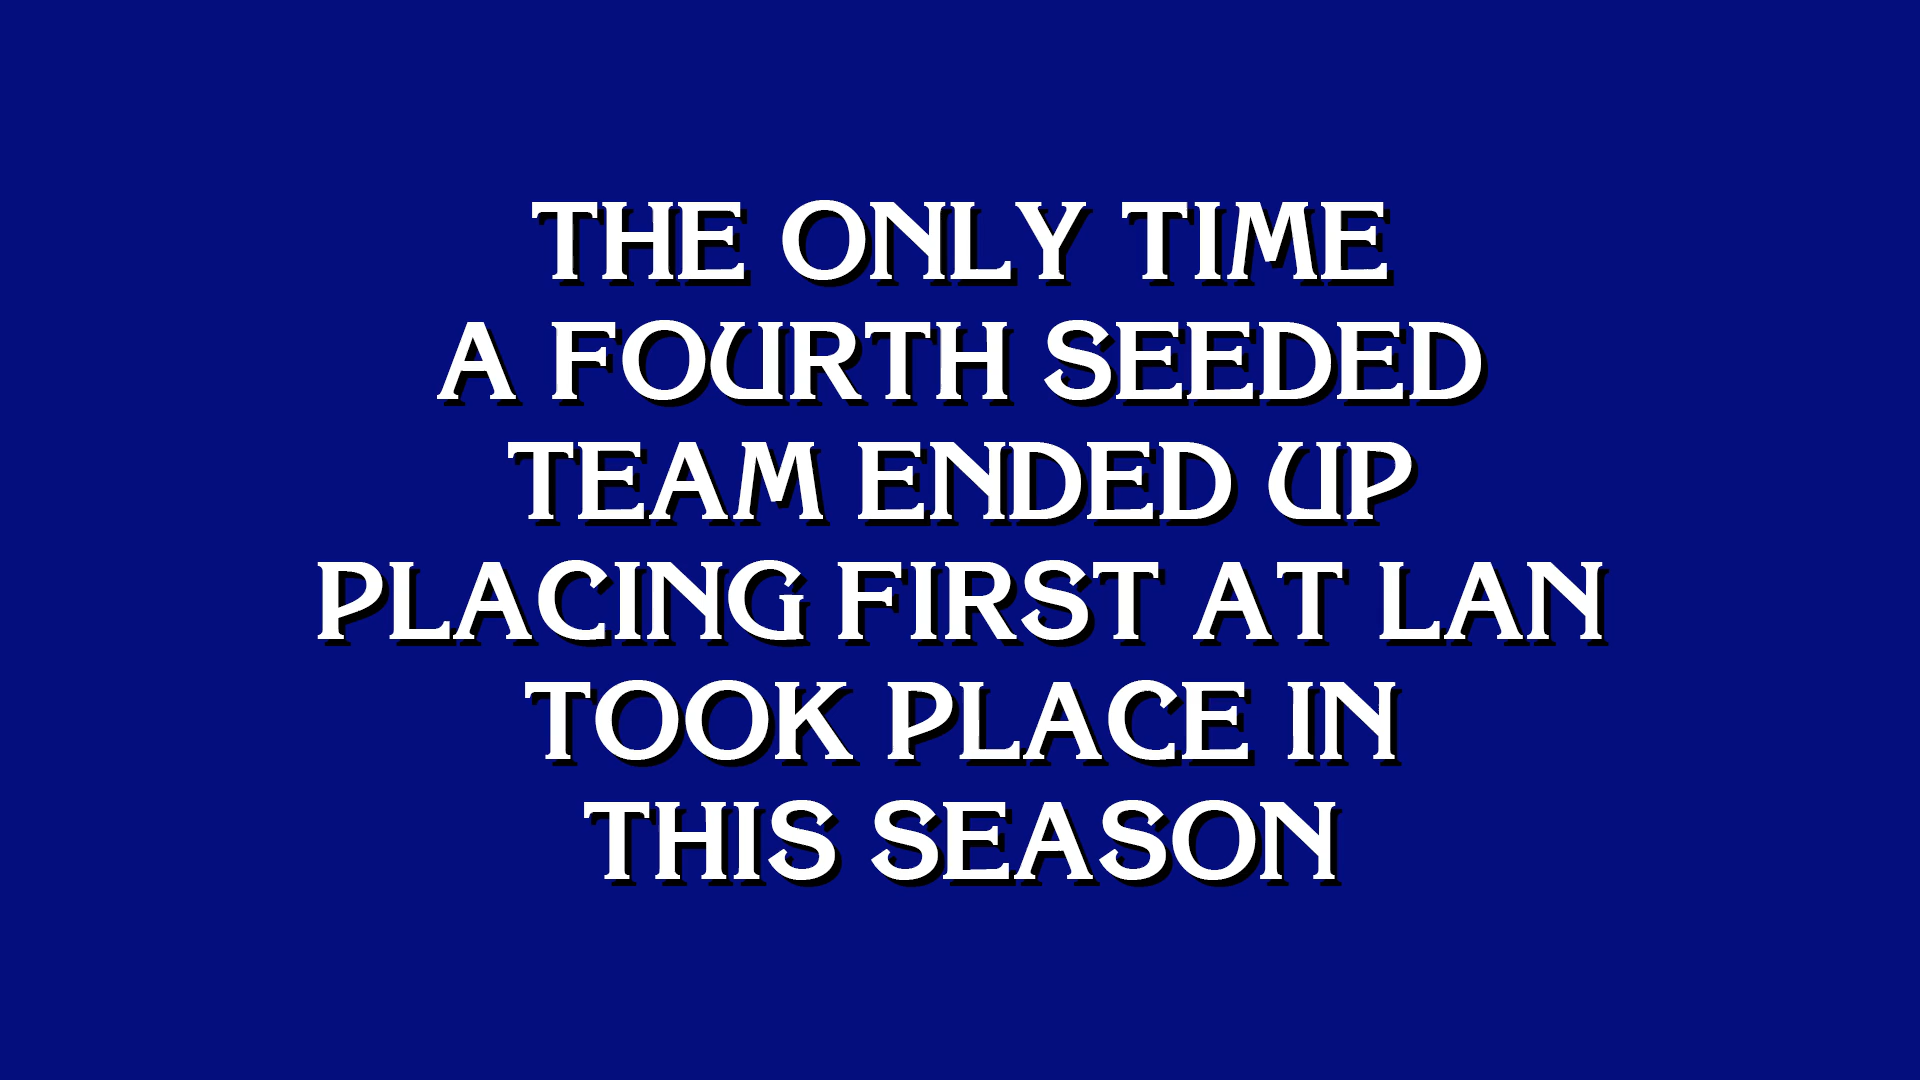 THE ONLY TIME
A FOURTH SEEDED
TEAM ENDED UP
PLACING FIRST AT LAN
TOOK PLACE IN
THIS SEASON